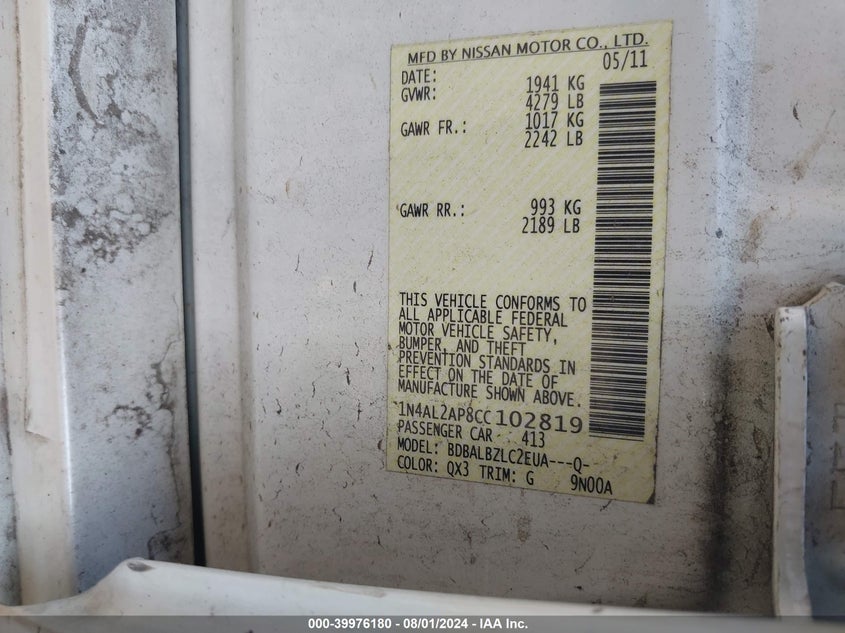 MFD BY NISSAN MOTOR CO., LTD.
DATE: 05/11
GVWR: 1941 KG
4279 LB
GAWR FR.: 1017 KG
2242 LB
GAWR RR.: 993 KG
2189 LB
THIS VEHICLE CONFORMS TO
ALL APPLICABLE FEDERAL
MOTOR VEHICLE SAFETY,
BUMPER, AND THEFT
PREVENTION STANDARDS IN
EFFECT ON THE DATE OF
MANUFACTURE SHOWN ABOVE.
1N4AL2AP8CC102819
PASSENGER CAR 413
MODEL: BDBALBZLC2EUA---Q-
COLOR: QX3 TRIM: G 9N00A
000-39976180 - 08/01/2024 - IAA Inc.